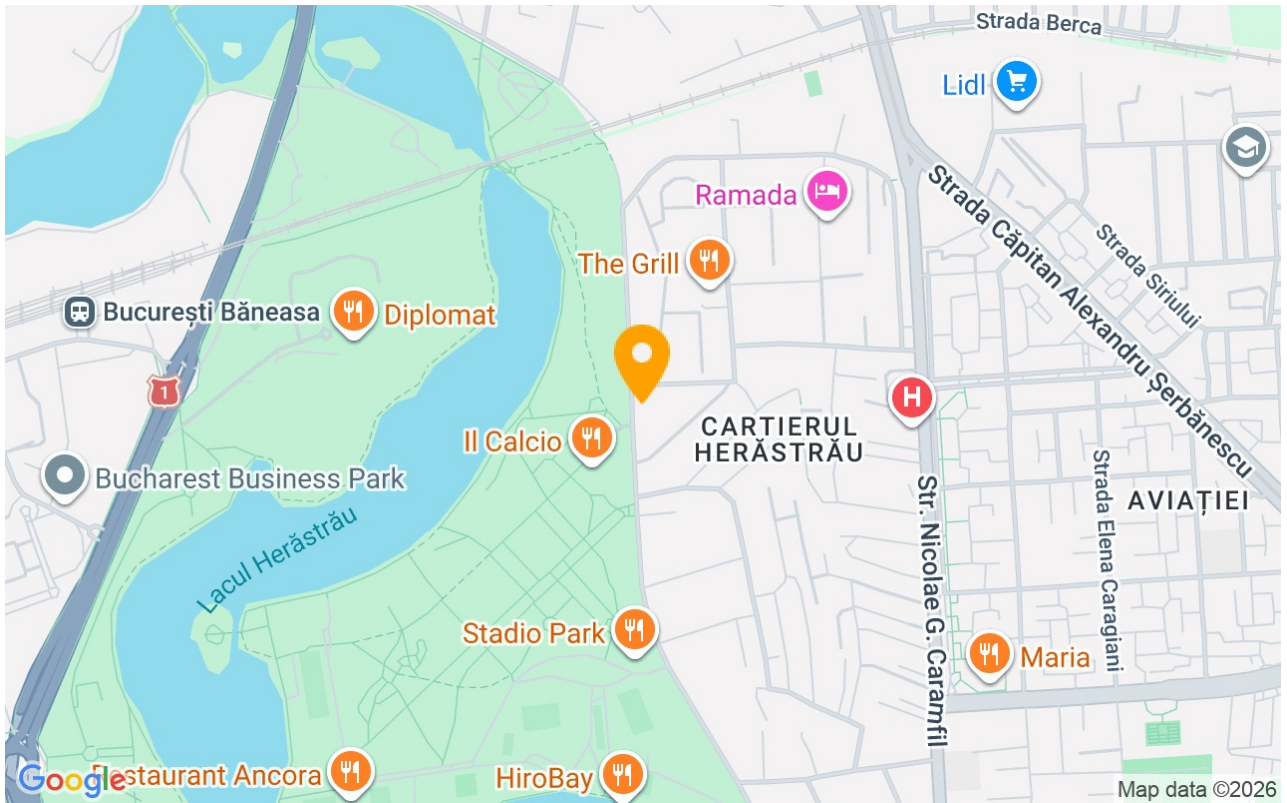 Strada Berca
Lidl
Ramada
Strada Căpitan Alexandru Șerbănescu
Strada Siriului
The Grill
București Băneasa
Diplomat
1
H
Il Calcio
CARTIERUL
HERĂSTRĂU
Bucharest Business Park
Strada Elena Caragiani
AVIAȚIEI
Str. Nicolae G. Caramfil
Lacul Herăstrău
Stadio Park
Maria
Restaurant Ancora
HiroBay
Google
Map data ©2026